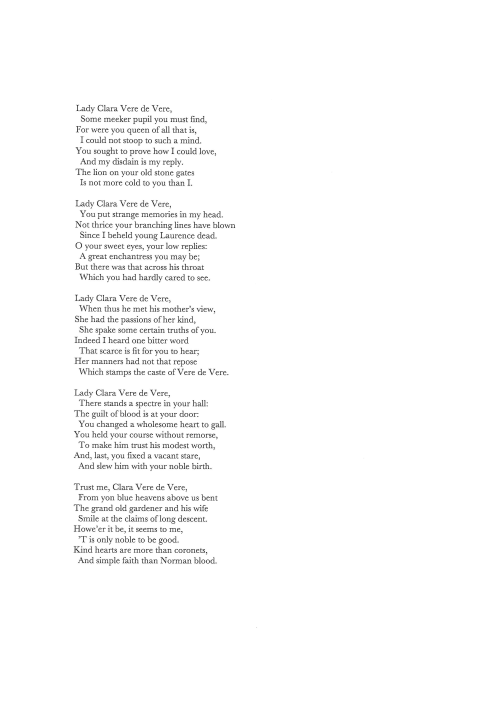 Lady Clara Vere de Vere,
Some meeker pupil you must find,
For were you queen of all that is,
I could not stoop to such a mind.
You sought to prove how I could love,
And my disdain is my reply.
The lion on your old stone gates
Is not more cold to you than I.

Lady Clara Vere de Vere,
You put strange memories in my head.
Not thrice your branching lines have blown
Since I beheld young Laurence dead.
O your sweet eyes, your low replies:
A great enchantress you may be;
But there was that across his throat
Which you had hardly cared to see.

Lady Clara Vere de Vere,
When thus he met his mother's view,
She had the passions of her kind,
She spake some certain truths of you.
Indeed I heard one bitter word
That scarce is fit for you to hear;
Her manners had not that repose
Which stamps the caste of Vere de Vere.

Lady Clara Vere de Vere,
There stands a spectre in your hall:
The guilt of blood is at your door:
You changed a wholesome heart to gall.
You held your course without remorse,
To make him trust his modest worth,
And, last, you fixed a vacant stare,
And slew him with your noble birth.

Trust me, Clara Vere de Vere,
From yon blue heavens above us bent
The grand old gardener and his wife
Smile at the claims of long descent.
Howe'er it be, it seems to me,
'T is only noble to be good.
Kind hearts are more than coronets,
And simple faith than Norman blood.